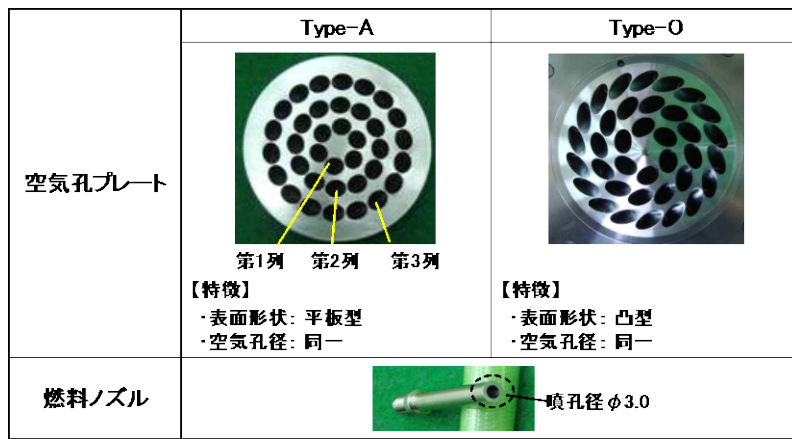 Type-A
Type-O
空気孔プレート
第1列 第2列 第3列
【特徴】
・表面形状: 平板型
・空気孔径: 同一
【特徴】
・表面形状: 凸型
・空気孔径: 同一
燃料ノズル
噴孔径φ3.0